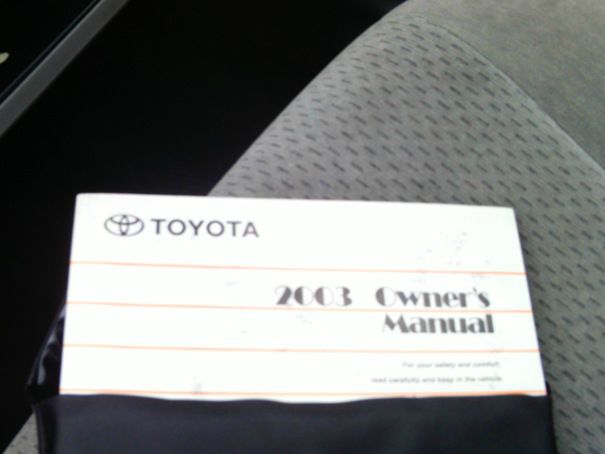 TOYOTA
2003 Owner's
Manual
For your safety and comfort,
read carefully and keep in the vehicle.